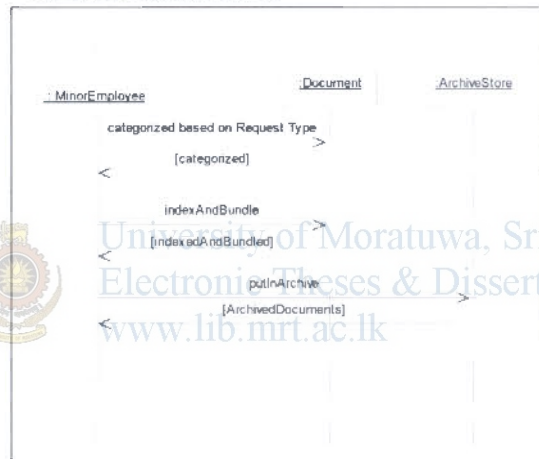 :Document
:ArchiveStore
: MinorEmployee
categorized based on Request Type
[categorized]
indexAndBundle
[indexedAndBundled]
putInArchive
[ArchivedDocuments]
University of Moratuwa, Sri
Electronic Theses & Dissert
www.lib.mrt.ac.lk